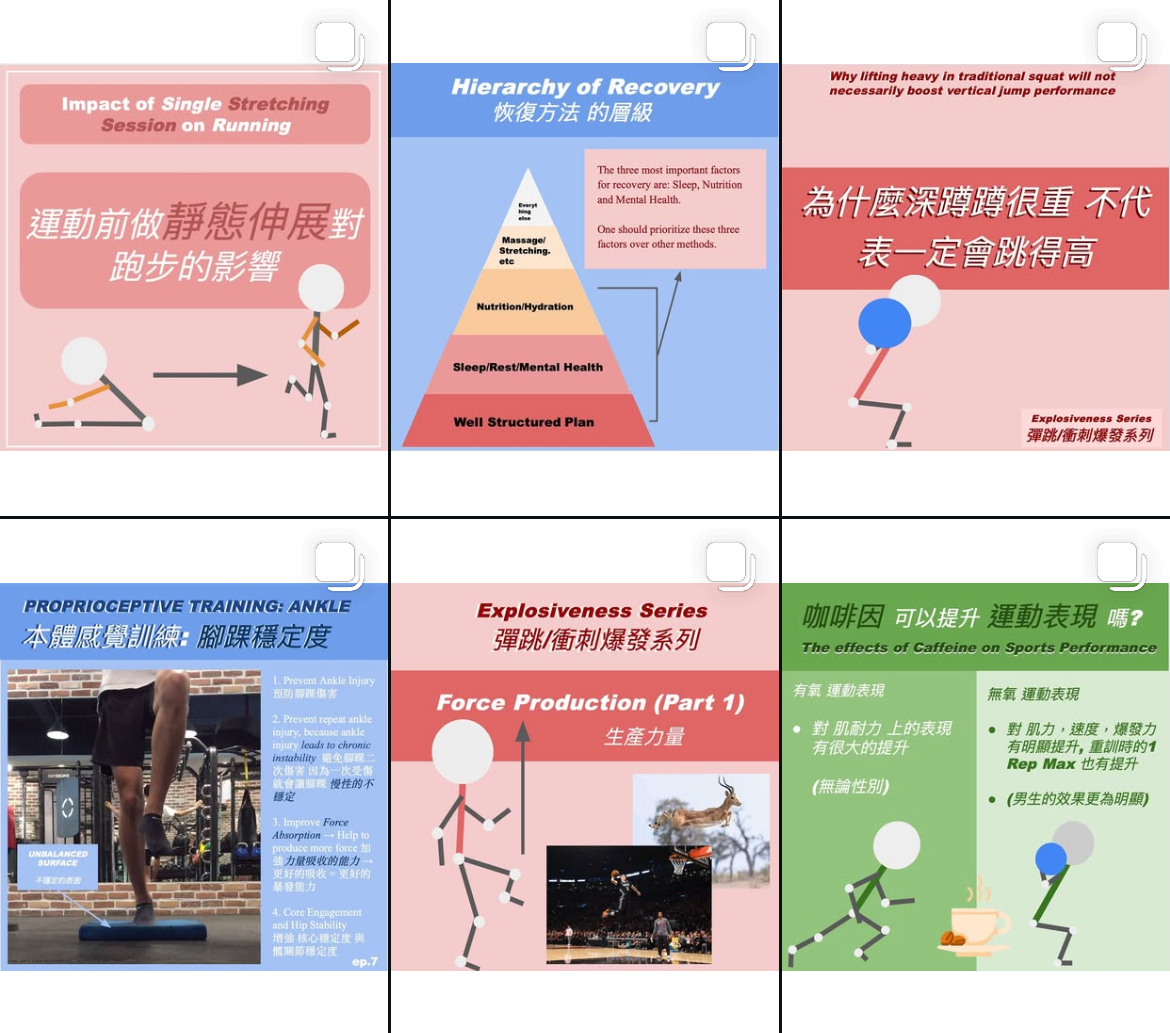 Impact of Single Stretching
Session on Running
運動前做靜態伸展對
跑步的影響
Hierarchy of Recovery
恢復方法 的層級
Everyt
hing
else
Massage/
Stretching.
etc
Nutrition/Hydration
Sleep/Rest/Mental Health
Well Structured Plan
The three most important factors
for recovery are: Sleep, Nutrition
and Mental Health.
One should prioritize these three
factors over other methods.
Why lifting heavy in traditional squat will not
necessarily boost vertical jump performance
為什麼深蹲蹲很重 不代
表一定會跳得高
Explosiveness Series
彈跳/衝刺爆發系列
PROPRIOCEPTIVE TRAINING: ANKLE
本體感覺訓練: 腳踝穩定度
UNBALANCED
SURFACE
不穩定的表面
1. Prevent Ankle Injury
預防腳踝傷害
2. Prevent repeat ankle
injury, because ankle
injury leads to chronic
instability 避免腳踝二
次傷害 因為一次受傷
就會讓腳踝 慢性的不
穩定
3. Improve Force
Absorption → Help to
produce more force 加
強力量吸收的能力 →
更好的吸收 = 更好的
暴發能力
4. Core Engagement
and Hip Stability
增強 核心穩定度 與
髖關節穩定度
ep.7
Explosiveness Series
彈跳/衝刺爆發系列
Force Production (Part 1)
生產力量
咖啡因 可以提升 運動表現 嗎?
The effects of Caffeine on Sports Performance
有氧 運動表現
● 對 肌耐力 上的表現
有很大的提升
(無論性別)
無氧 運動表現
● 對 肌力，速度，爆發力
有明顯提升, 重訓時的1
Rep Max 也有提升
● (男生的效果更為明顯)